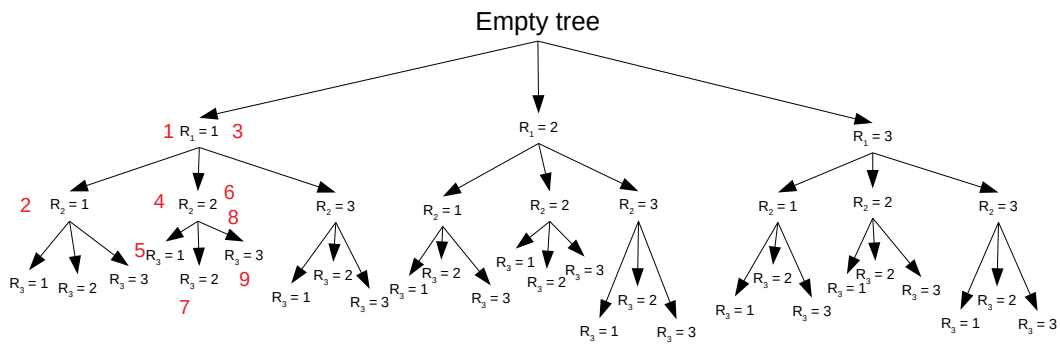 Empty tree
1 R₁ = 1 3
R₁ = 2
R₁ = 3
2 R₂ = 1
4 R₂ = 2 6
8
R₂ = 3
R₂ = 1
R₂ = 2
R₂ = 3
R₂ = 1
R₂ = 2
R₂ = 3
R₃ = 1
R₃ = 2
R₃ = 3
5 R₃ = 1
R₃ = 2
7
R₃ = 3
9
R₃ = 1
R₃ = 2
R₃ = 3
R₃ = 1
R₃ = 2
R₃ = 3
R₃ = 1
R₃ = 2
R₃ = 3
R₃ = 1
R₃ = 2
R₃ = 3
R₃ = 1
R₃ = 2
R₃ = 3
R₃ = 1
R₃ = 2
R₃ = 3
R₃ = 1
R₃ = 2
R₃ = 3